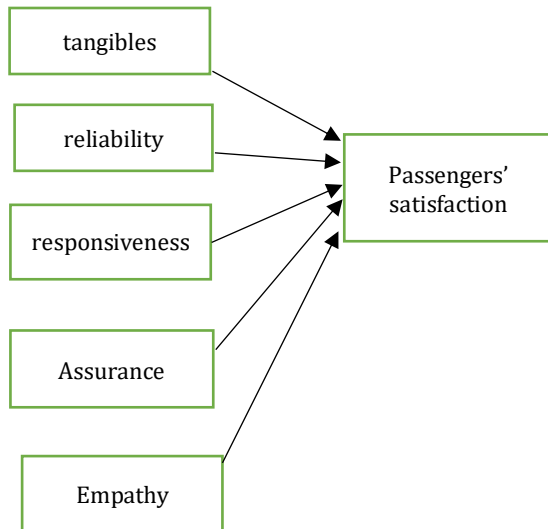 tangibles
reliability
responsiveness
Assurance
Empathy
Passengers’
satisfaction